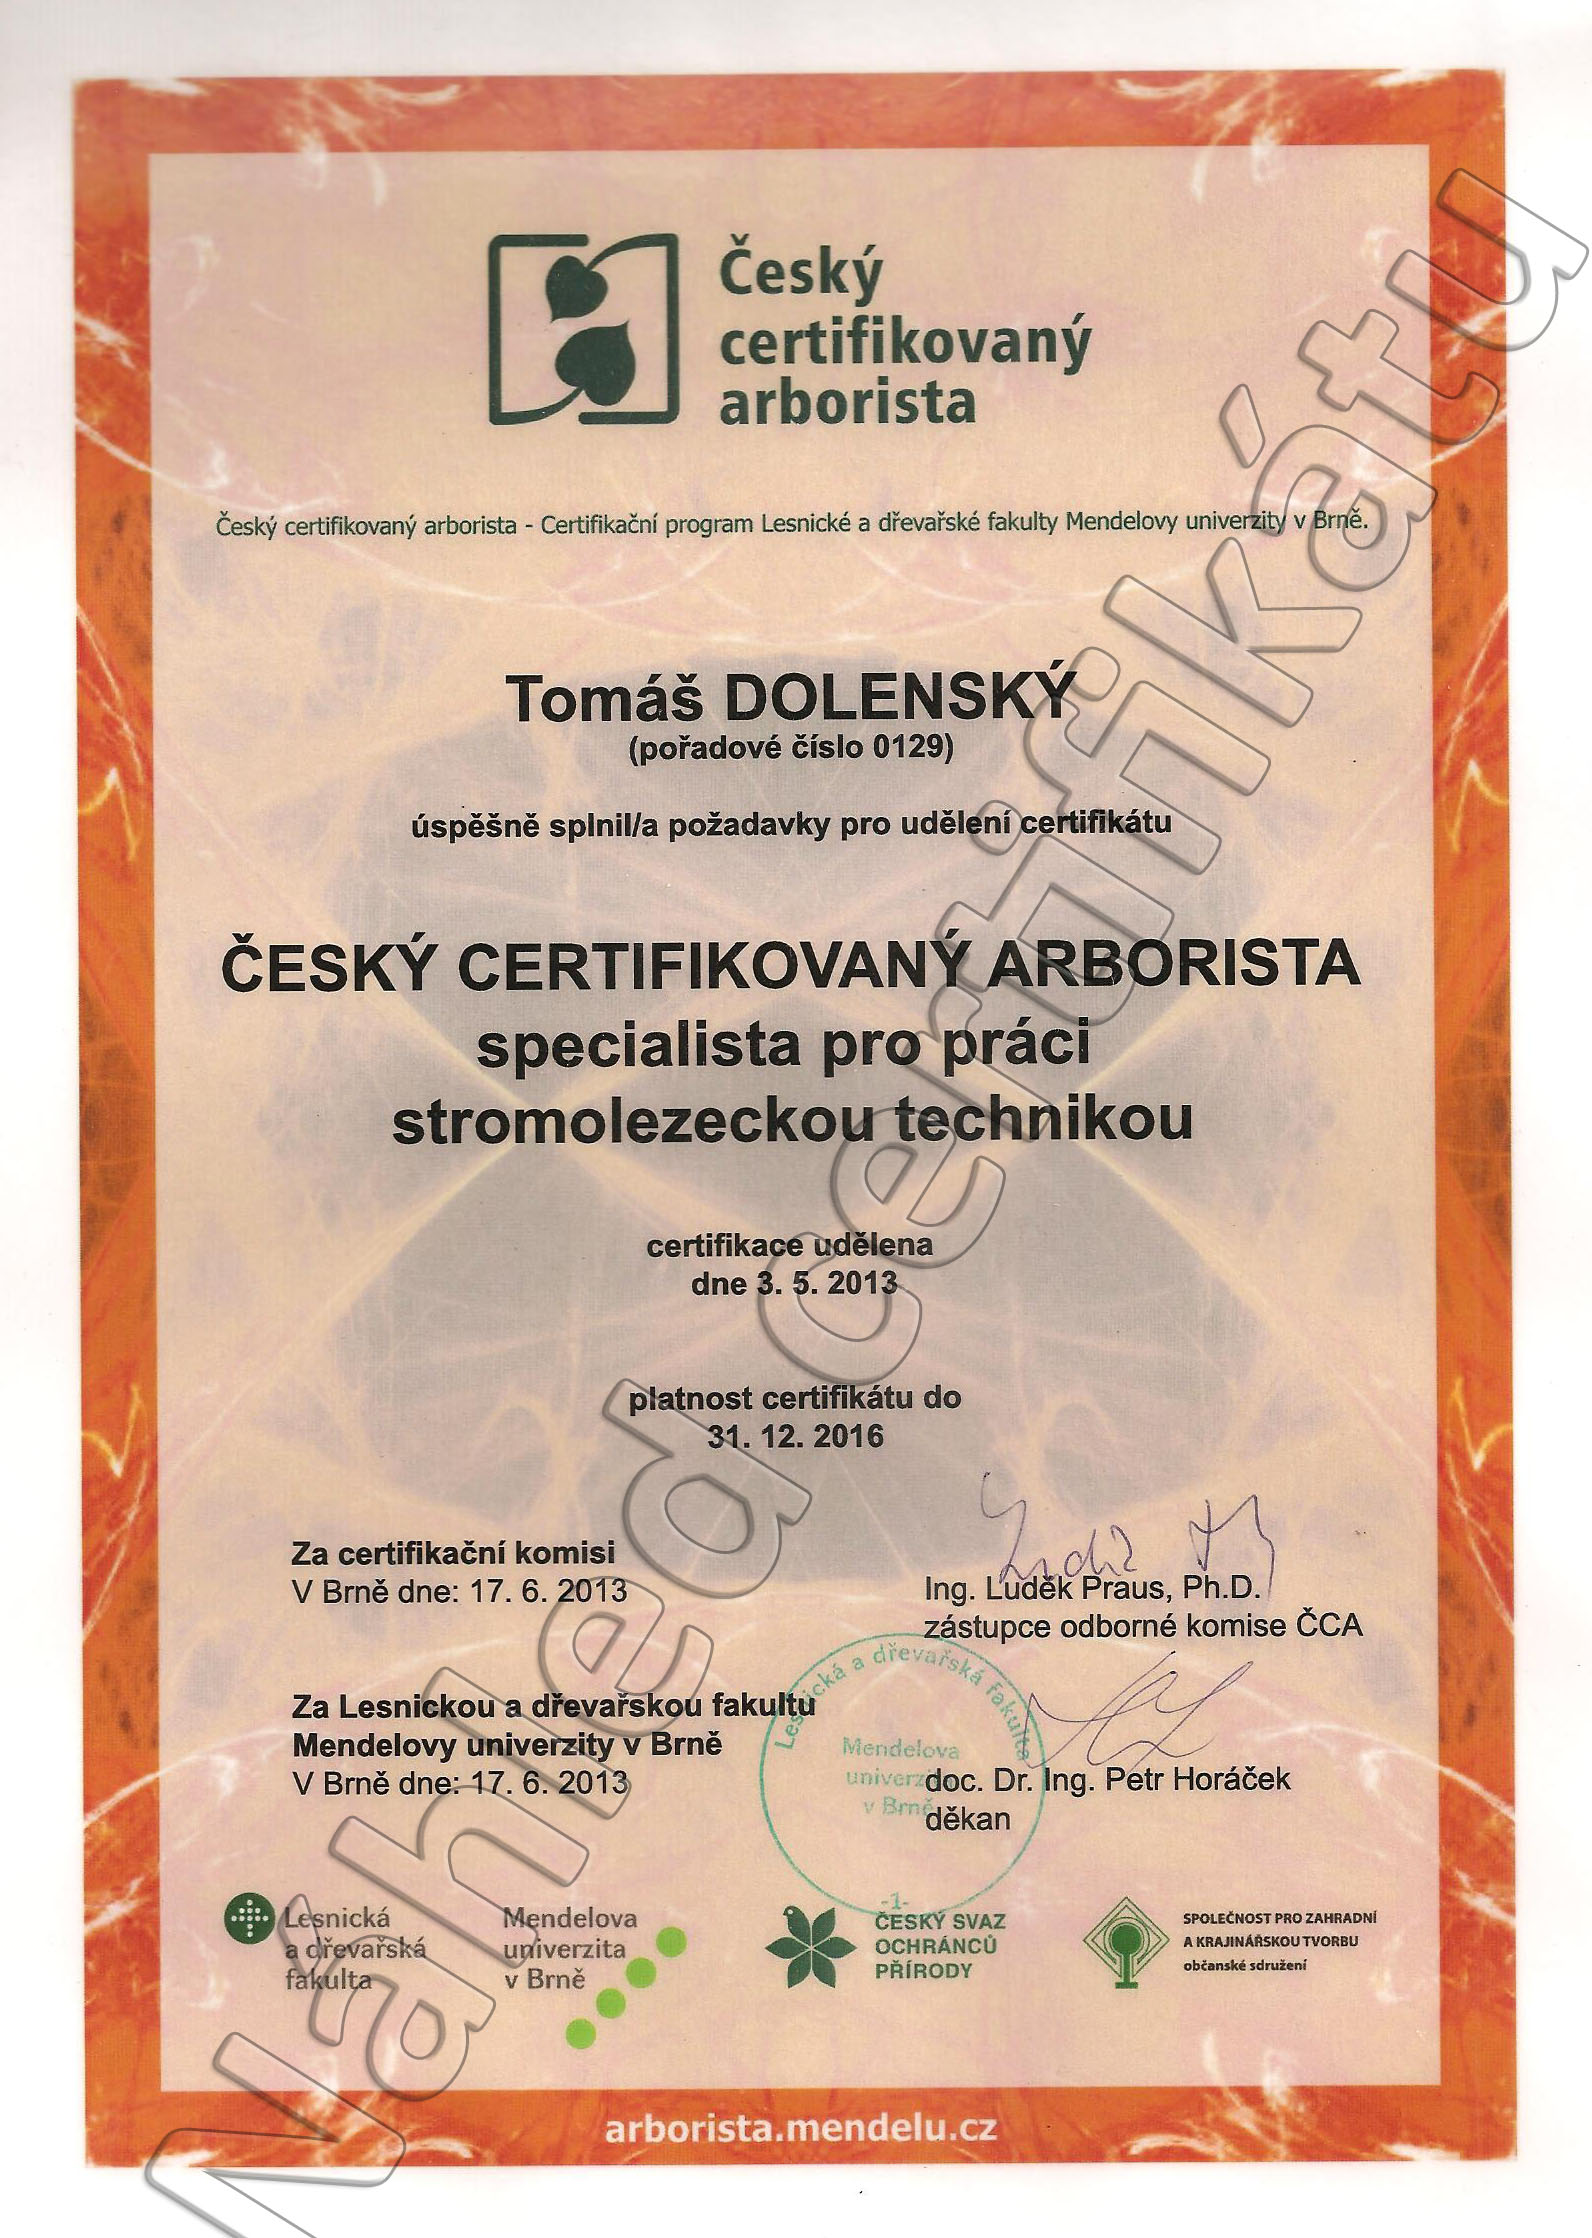 Český
certifikovaný
arborista
Český certifikovaný arborista - Certifikační program Lesnické a dřevařské fakulty Mendelovy univerzity v Brně.
Tomáš DOLENSKÝ
(pořadové číslo 0129)
úspěšně splnil/a požadavky pro udělení certifikátu
ČESKÝ CERTIFIKOVANÝ ARBORISTA
specialista pro práci
stromolezeckou technikou
certifikace udělena
dne 3. 5. 2013
platnost certifikátu do
31. 12. 2016
Za certifikační komisi
V Brně dne: 17. 6. 2013
Ing. Luděk Praus, Ph.D.
zástupce odborné komise ČCA
Za Lesnickou a dřevařskou fakultu
Mendelovy univerzity v Brně
V Brně dne: 17. 6. 2013
doc. Dr. Ing. Petr Horáček
děkan
Lesnická a dřevařská fakulta
Mendelova
univerzita
v Brně
-1-
Lesnická
a dřevařská
fakulta
Mendelova
univerzita
v Brně
ČESKÝ SVAZ
OCHRÁNCŮ
PŘÍRODY
SPOLEČNOST PRO ZAHRADNÍ
A KRAJINÁŘSKOU TVORBU
občanské sdružení
arborista.mendelu.cz
Náhled certifikátu